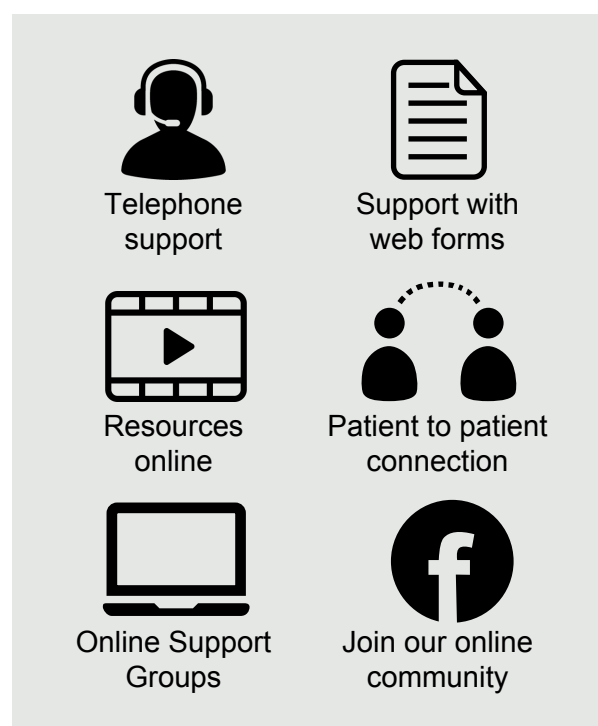 Telephone
support
Support with
web forms
Resources
online
Patient to patient
connection
Online Support
Groups
Join our online
community